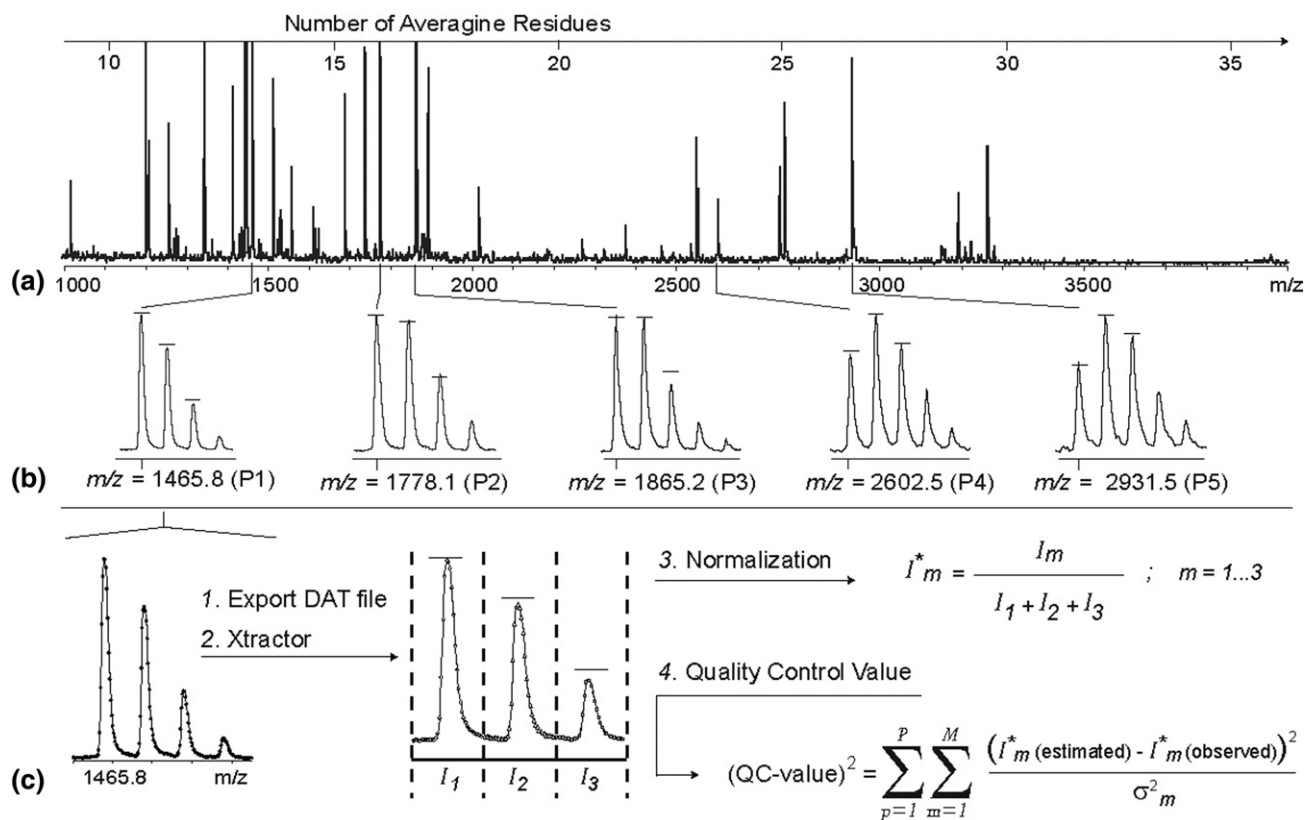 Number of Averagine Residues
10 15 20 25 30 35
(a)
1000 1500 2000 2500 3000 3500 m/z
(b)
m/z = 1465.8 (P1) m/z = 1778.1 (P2) m/z = 1865.2 (P3) m/z = 2602.5 (P4) m/z = 2931.5 (P5)
1. Export DAT file
2. Xtractor
3. Normalization
I*m = Im / I1 + I2 + I3 ; m = 1...3
4. Quality Control Value
(QC-value)² = ∑ p=1 P ∑ m=1 M (I*m (estimated) - I*m (observed))² / σ²m
(c)
1465.8 m/z
I1 I2 I3